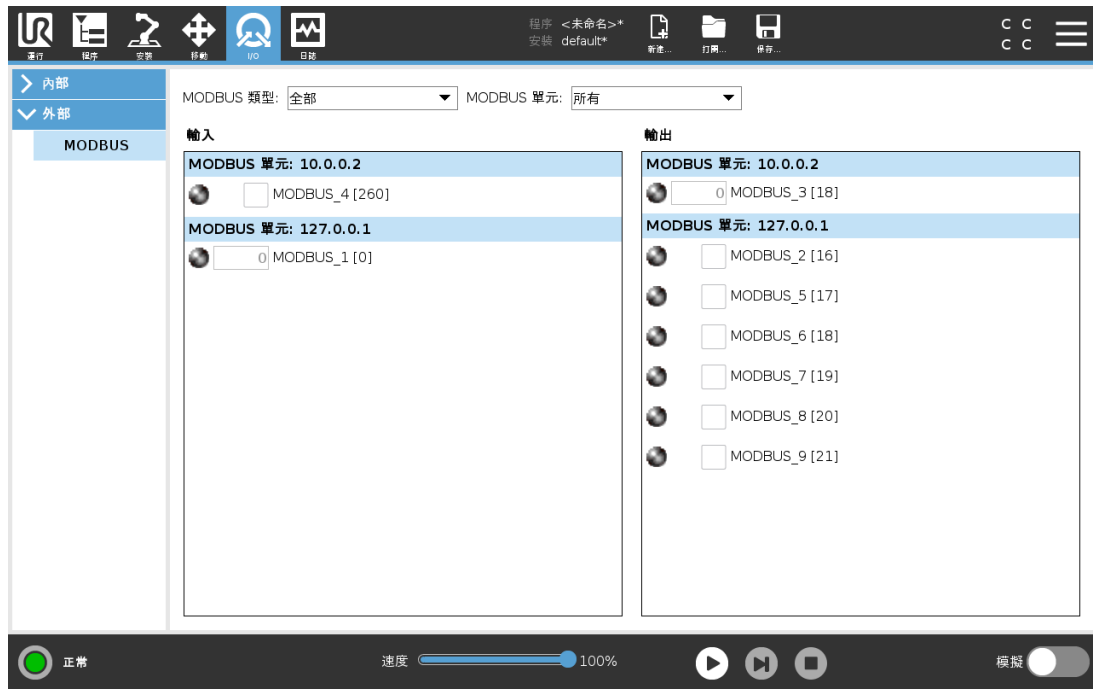 程序 <未命名>*
安裝 default*
運行 程序 安裝 移動 I/O 日誌 新建... 打開... 保存...
C C
C C
內部
外部
MODBUS
MODBUS 類型: 全部 MODBUS 單元: 所有
輸入
MODBUS 單元: 10.0.0.2
MODBUS_4 [260]
MODBUS 單元: 127.0.0.1
0 MODBUS_1 [0]
輸出
MODBUS 單元: 10.0.0.2
0 MODBUS_3 [18]
MODBUS 單元: 127.0.0.1
MODBUS_2 [16]
MODBUS_5 [17]
MODBUS_6 [18]
MODBUS_7 [19]
MODBUS_8 [20]
MODBUS_9 [21]
正常 速度 100% 模擬